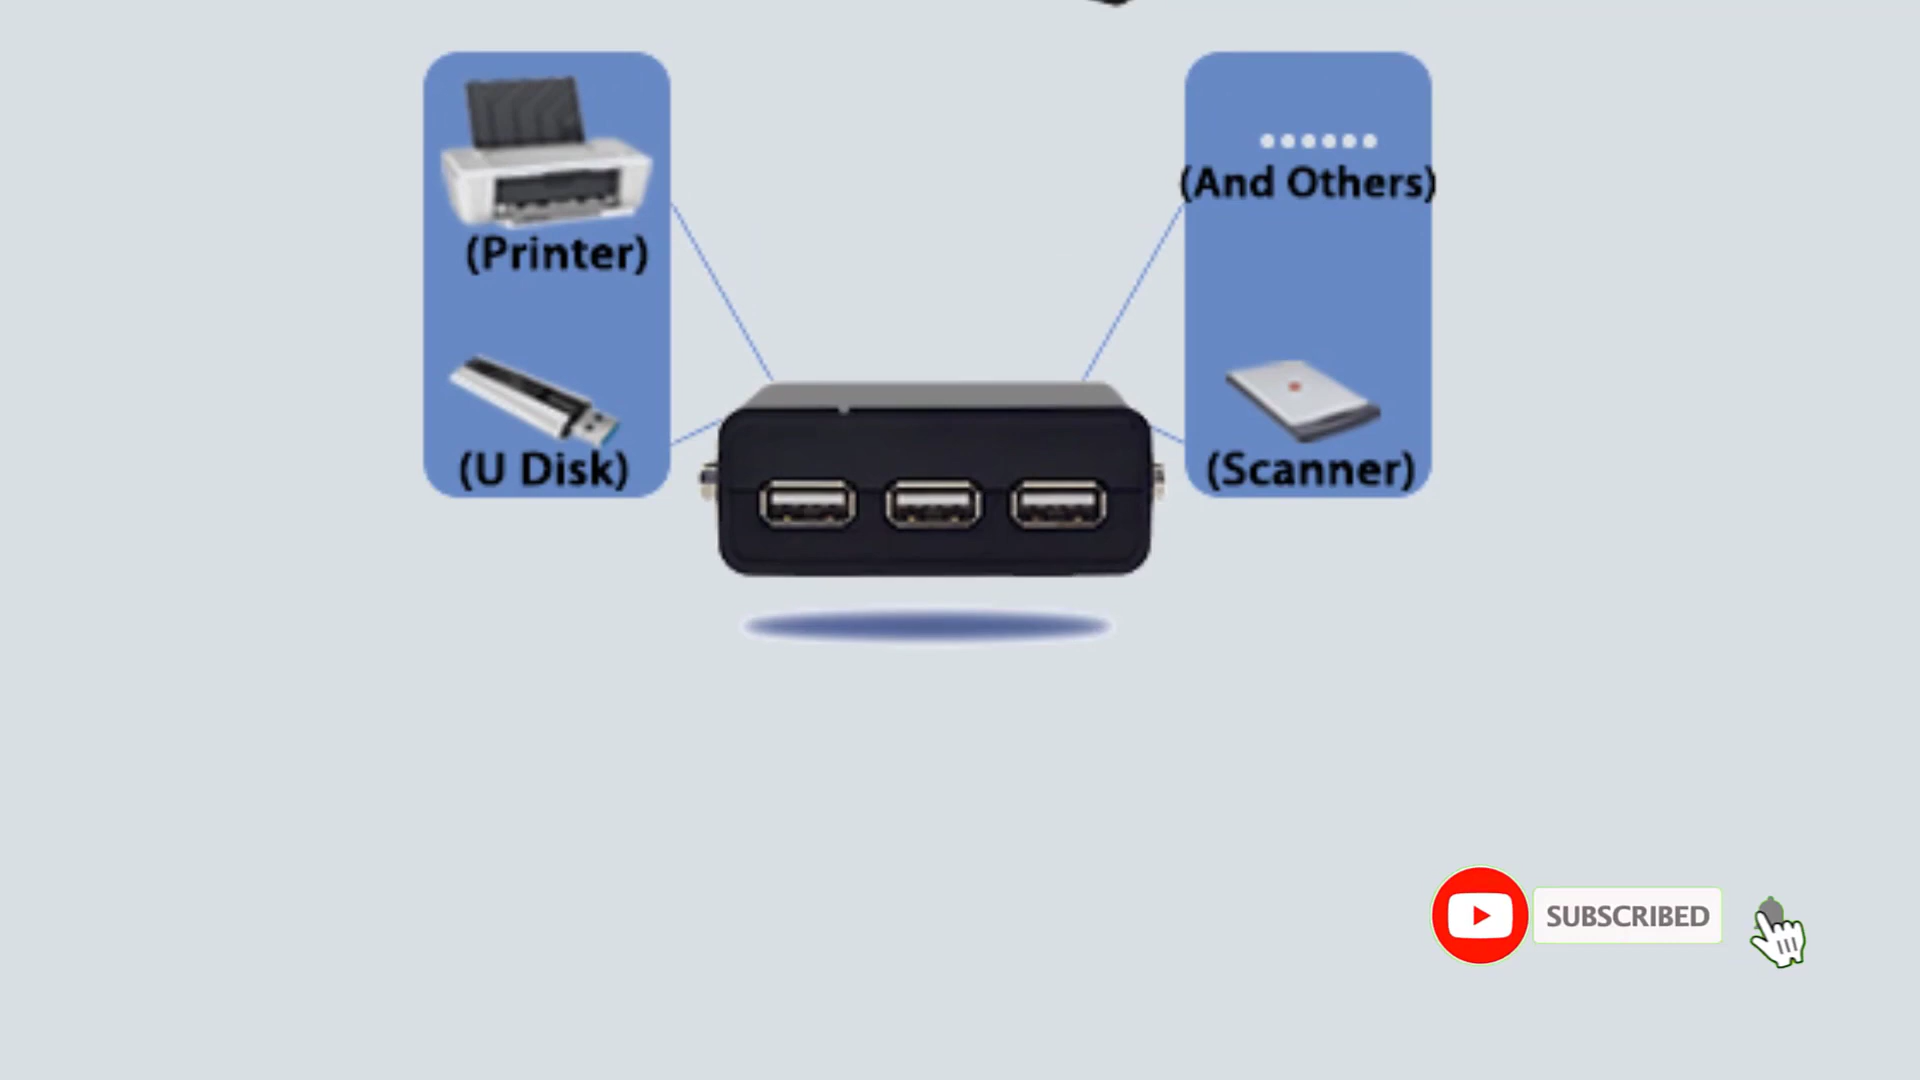 (Printer)
(U Disk)
(And Others)
(Scanner)
SUBSCRIBED